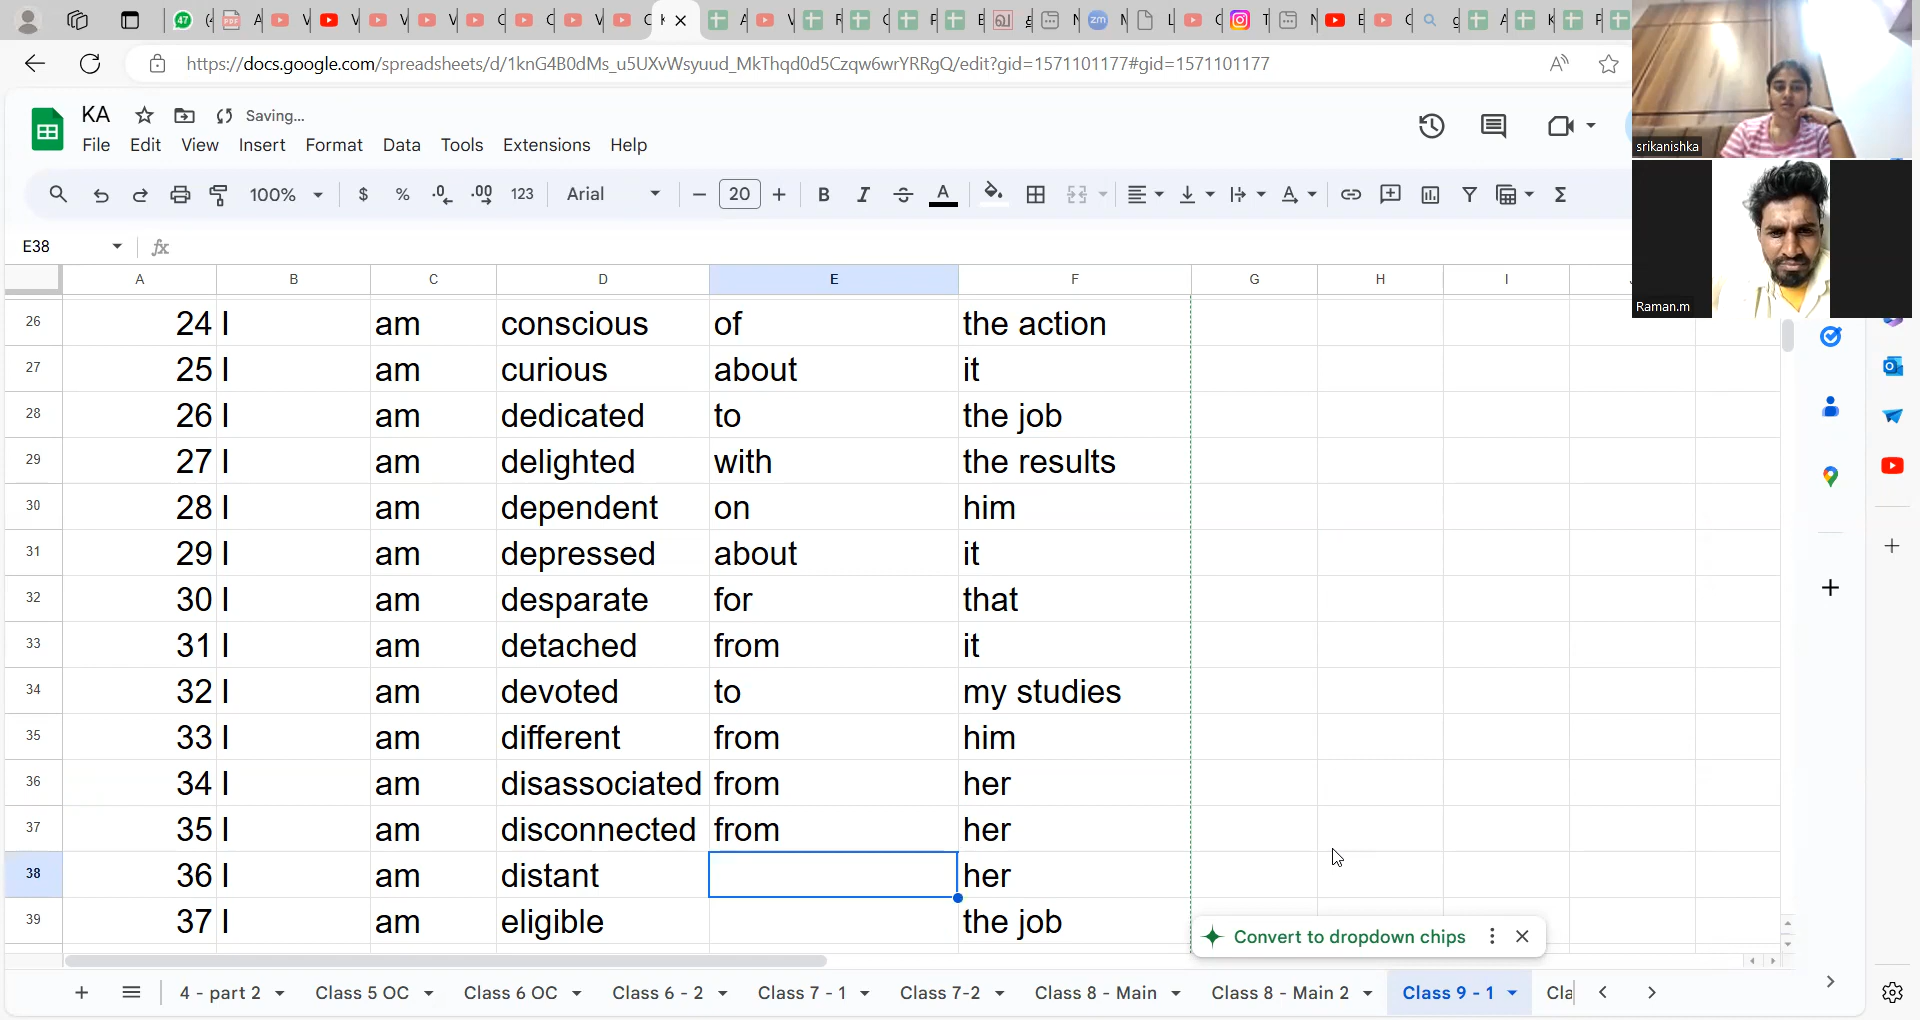 https://docs.google.com/spreadsheets/d/1knG4B0dMs_u5UXvWsyuud_MkThqd0d5Czqw6wrYRRgQ/edit?gid=1571101177#gid=1571101177
KA Saving...
File Edit View Insert Format Data Tools Extensions Help
100% $ % .0 .00 123 Arial 20
E38
A B C D E F G H I
26 24 I am conscious of the action
27 25 I am curious about it
28 26 I am dedicated to the job
29 27 I am delighted with the results
30 28 I am dependent on him
31 29 I am depressed about it
32 30 I am desparate for that
33 31 I am detached from it
34 32 I am devoted to my studies
35 33 I am different from him
36 34 I am disassociated from her
37 35 I am disconnected from her
38 36 I am distant her
39 37 I am eligible the job
Convert to dropdown chips
4 - part 2 Class 5 OC Class 6 OC Class 6 - 2 Class 7 - 1 Class 7-2 Class 8 - Main Class 8 - Main 2 Class 9 - 1 Cla
srikanishka
Raman.m